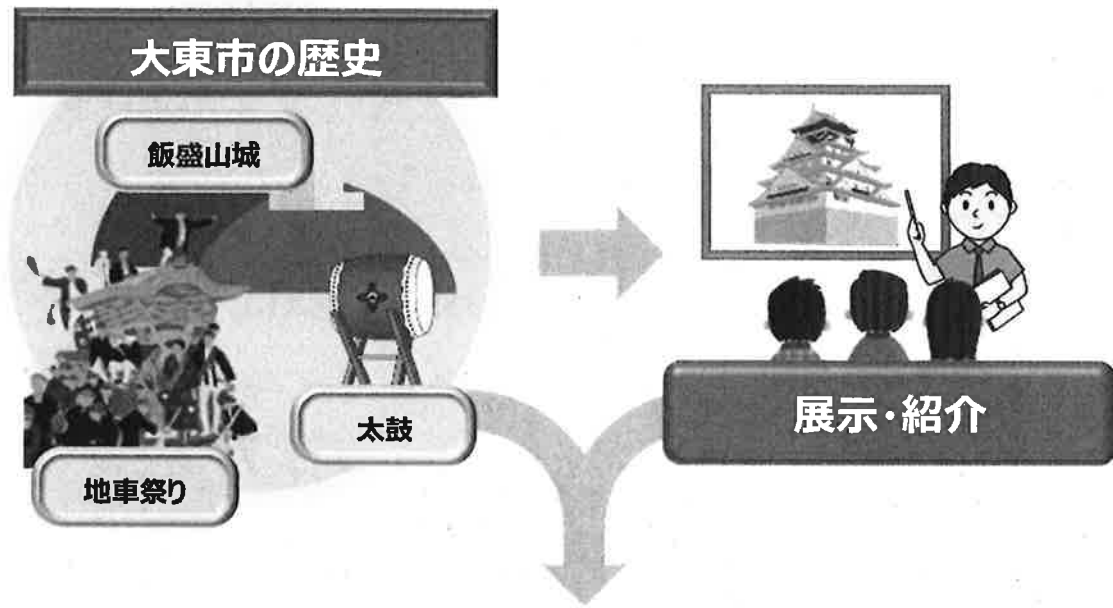 大東市の歴史
飯盛山城
太鼓
地車祭り
展示・紹介